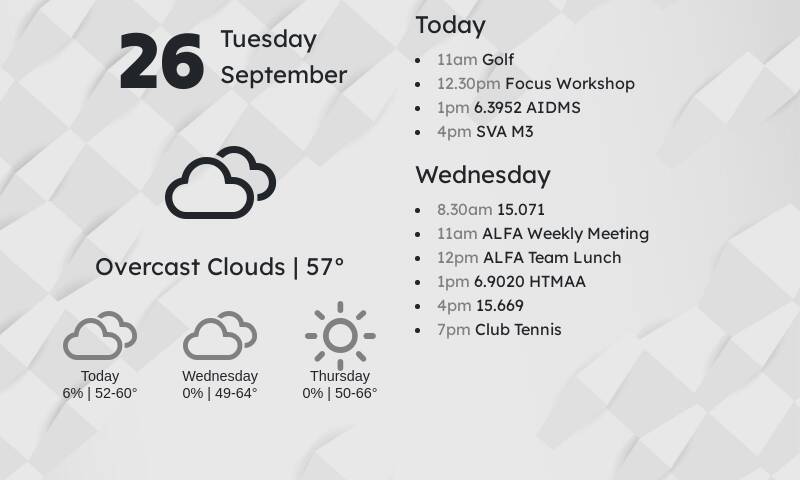 26
Tuesday
September
Overcast Clouds | 57°
Today
6% | 52-60°
Wednesday
0% | 49-64°
Thursday
0% | 50-66°
Today
• 11am Golf
• 12.30pm Focus Workshop
• 1pm 6.3952 AIDMS
• 4pm SVA M3
Wednesday
• 8.30am 15.071
• 11am ALFA Weekly Meeting
• 12pm ALFA Team Lunch
• 1pm 6.9020 HTMAA
• 4pm 15.669
• 7pm Club Tennis